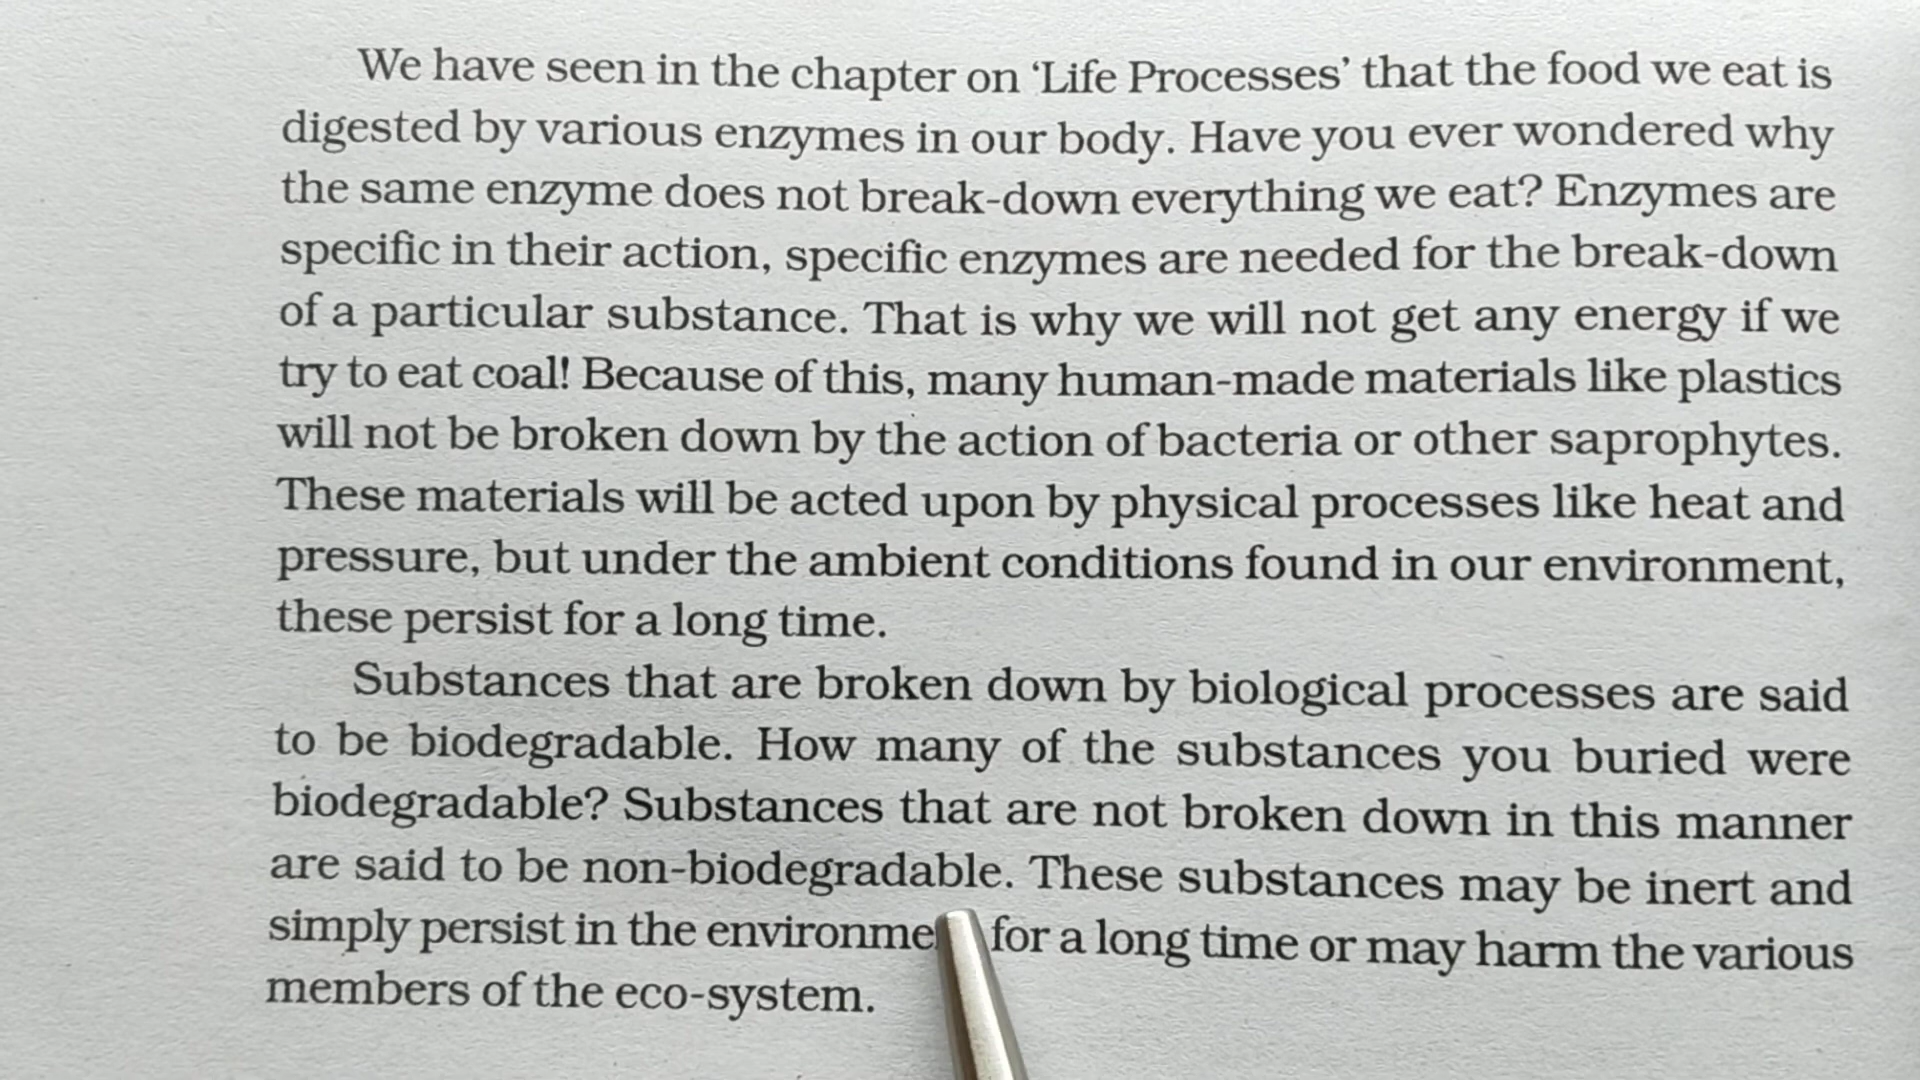 We have seen in the chapter on ‘Life Processes’ that the food we eat is
digested by various enzymes in our body. Have you ever wondered why
the same enzyme does not break-down everything we eat? Enzymes are
specific in their action, specific enzymes are needed for the break-down
of a particular substance. That is why we will not get any energy if we
try to eat coal! Because of this, many human-made materials like plastics
will not be broken down by the action of bacteria or other saprophytes.
These materials will be acted upon by physical processes like heat and
pressure, but under the ambient conditions found in our environment,
these persist for a long time.
Substances that are broken down by biological processes are said
to be biodegradable. How many of the substances you buried were
biodegradable? Substances that are not broken down in this manner
are said to be non-biodegradable. These substances may be inert and
simply persist in the environment for a long time or may harm the various
members of the eco-system.